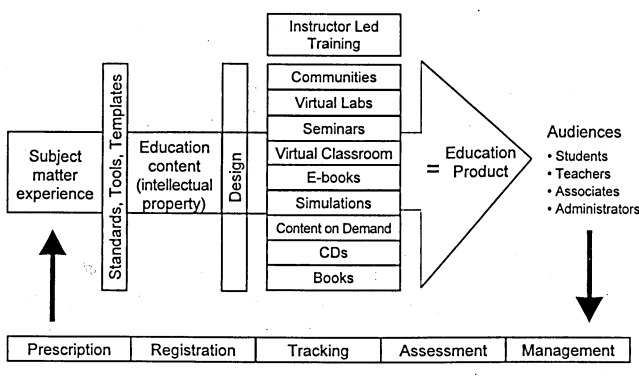 Instructor Led
Training
Subject
matter
experience
Standards, Tools, Templates
Education
content
(intellectual
property)
Design
Communities
Virtual Labs
Seminars
Virtual Classroom
E-books
Simulations
Content on Demand
CDs
Books
= Education
Product
Audiences
• Students
• Teachers
• Associates
• Administrators
Prescription
Registration
Tracking
Assessment
Management